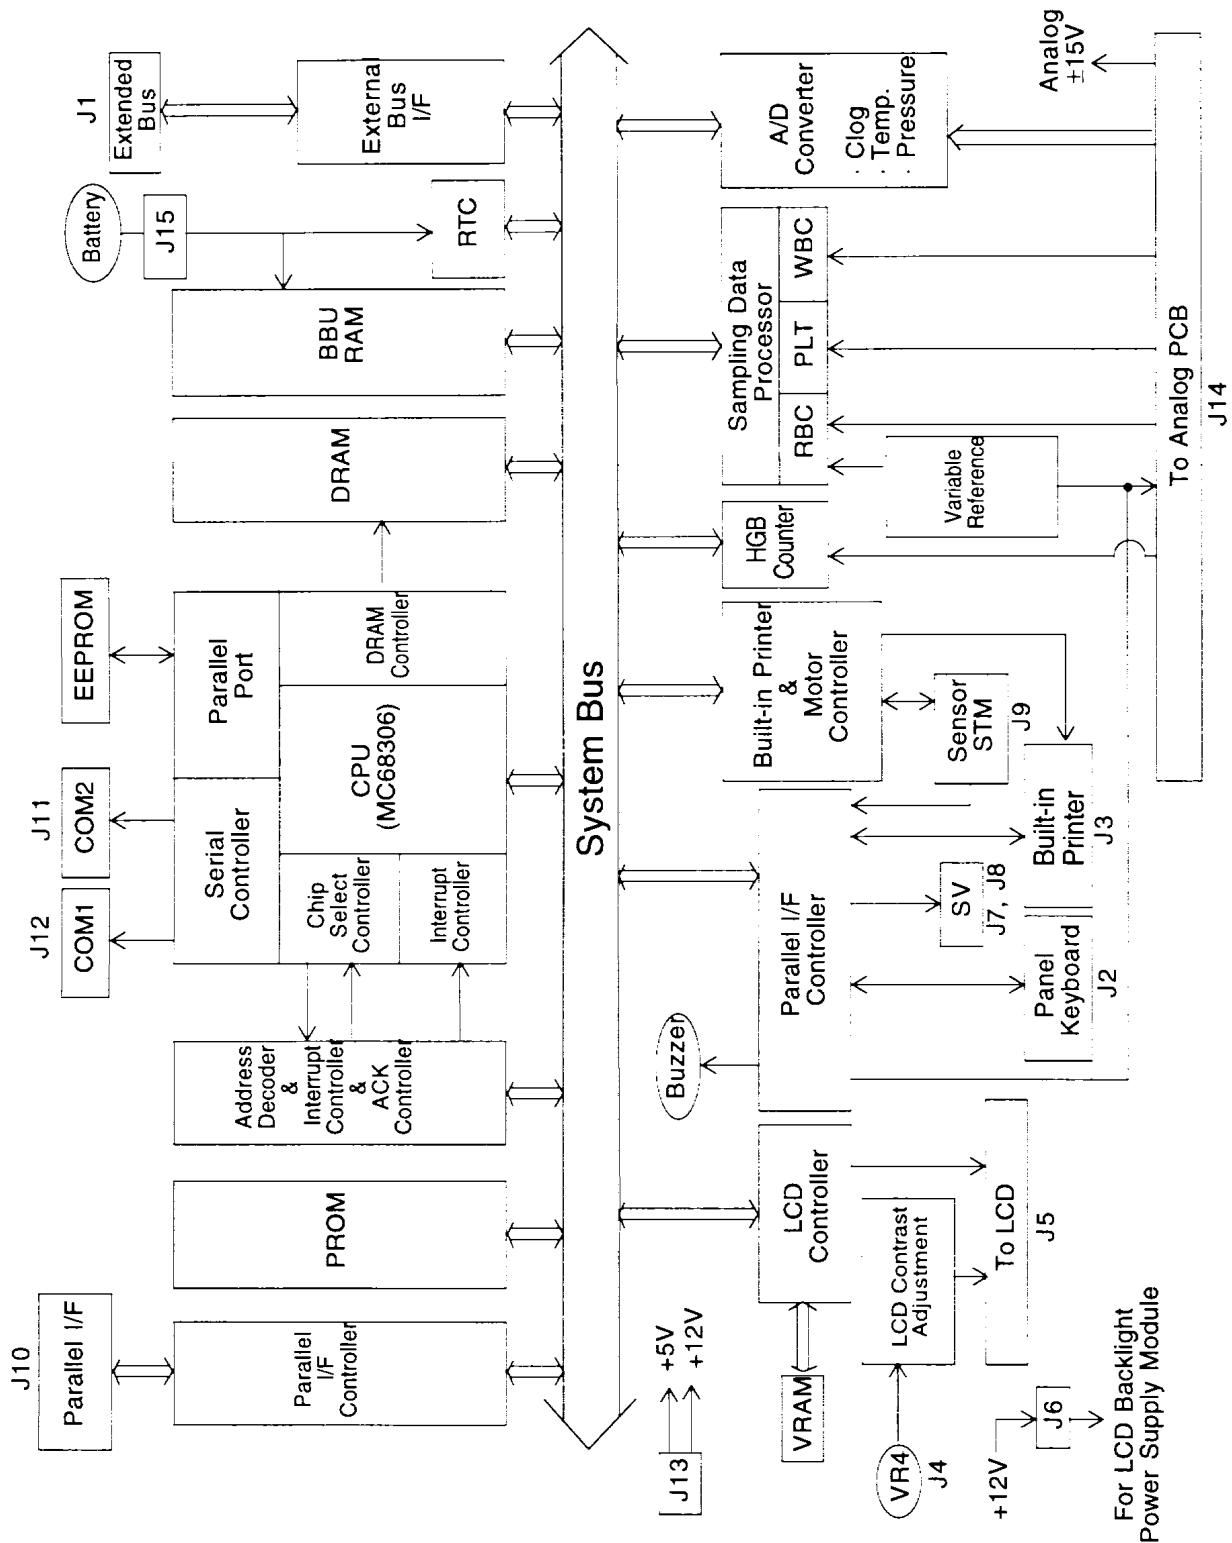 J10
Parallel I/F
Parallel
I/F
Controller
PROM
Address
Decoder
&
Interrupt
Controller
&
ACK
Controller
J12
COM1
J11
COM2
EEPROM
Serial
Controller
Parallel
Port
Chip
Select
Controller
Interrupt
Controller
CPU
(MC68306)
DRAM
Controller
DRAM
BBU
RAM
Battery
J15
RTC
J1
Extended
Bus
External
Bus
I/F
System Bus
J13
+5V
+12V
VRAM
LCD
Controller
VR4
J4
LCD Contrast
Adjustment
To LCD
J5
+12V
J6
For LCD Backlight
Power Supply Module
Buzzer
Parallel I/F
Controller
Panel
Keyboard
J2
SV
J7, J8
Built-in
Printer
J3
Built-in Printer
&
Motor
Controller
Sensor
STM
J9
HGB
Counter
Sampling Data
Processor
RBC
PLT
WBC
Variable
Reference
A/D
Converter
· Clog
· Temp.
· Pressure
Analog
±15V
To Analog PCB
J14